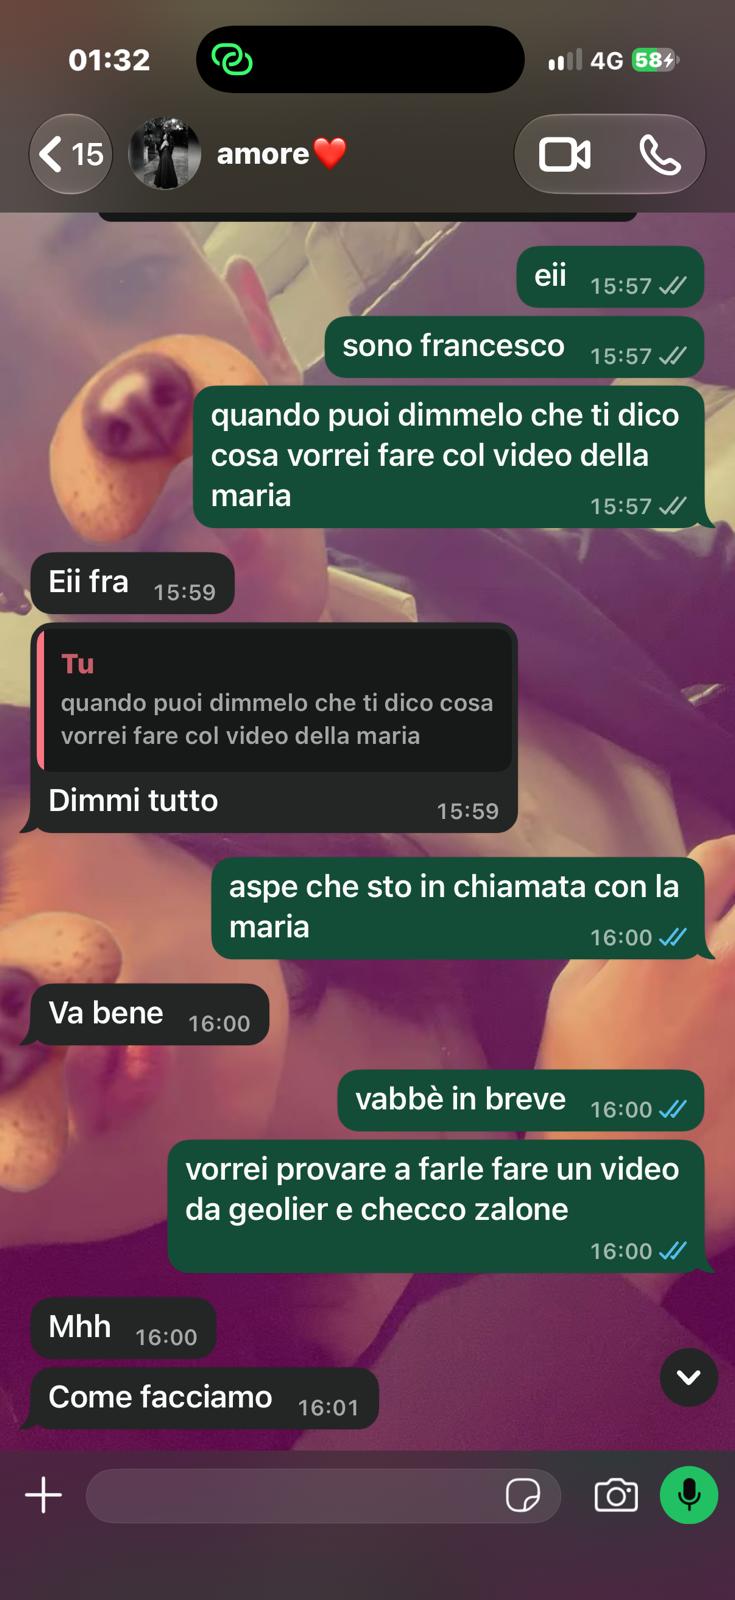 01:32
4G 58
15
amore❤️
eii 15:57
sono francesco 15:57
quando puoi dimmelo che ti dico
cosa vorrei fare col video della
maria 15:57
Eii fra 15:59
Tu
quando puoi dimmelo che ti dico cosa
vorrei fare col video della maria
Dimmi tutto 15:59
aspe che sto in chiamata con la
maria 16:00
Va bene 16:00
vabbè in breve 16:00
vorrei provare a farle fare un video
da geolier e checco zalone
16:00
Mhh 16:00
Come facciamo 16:01